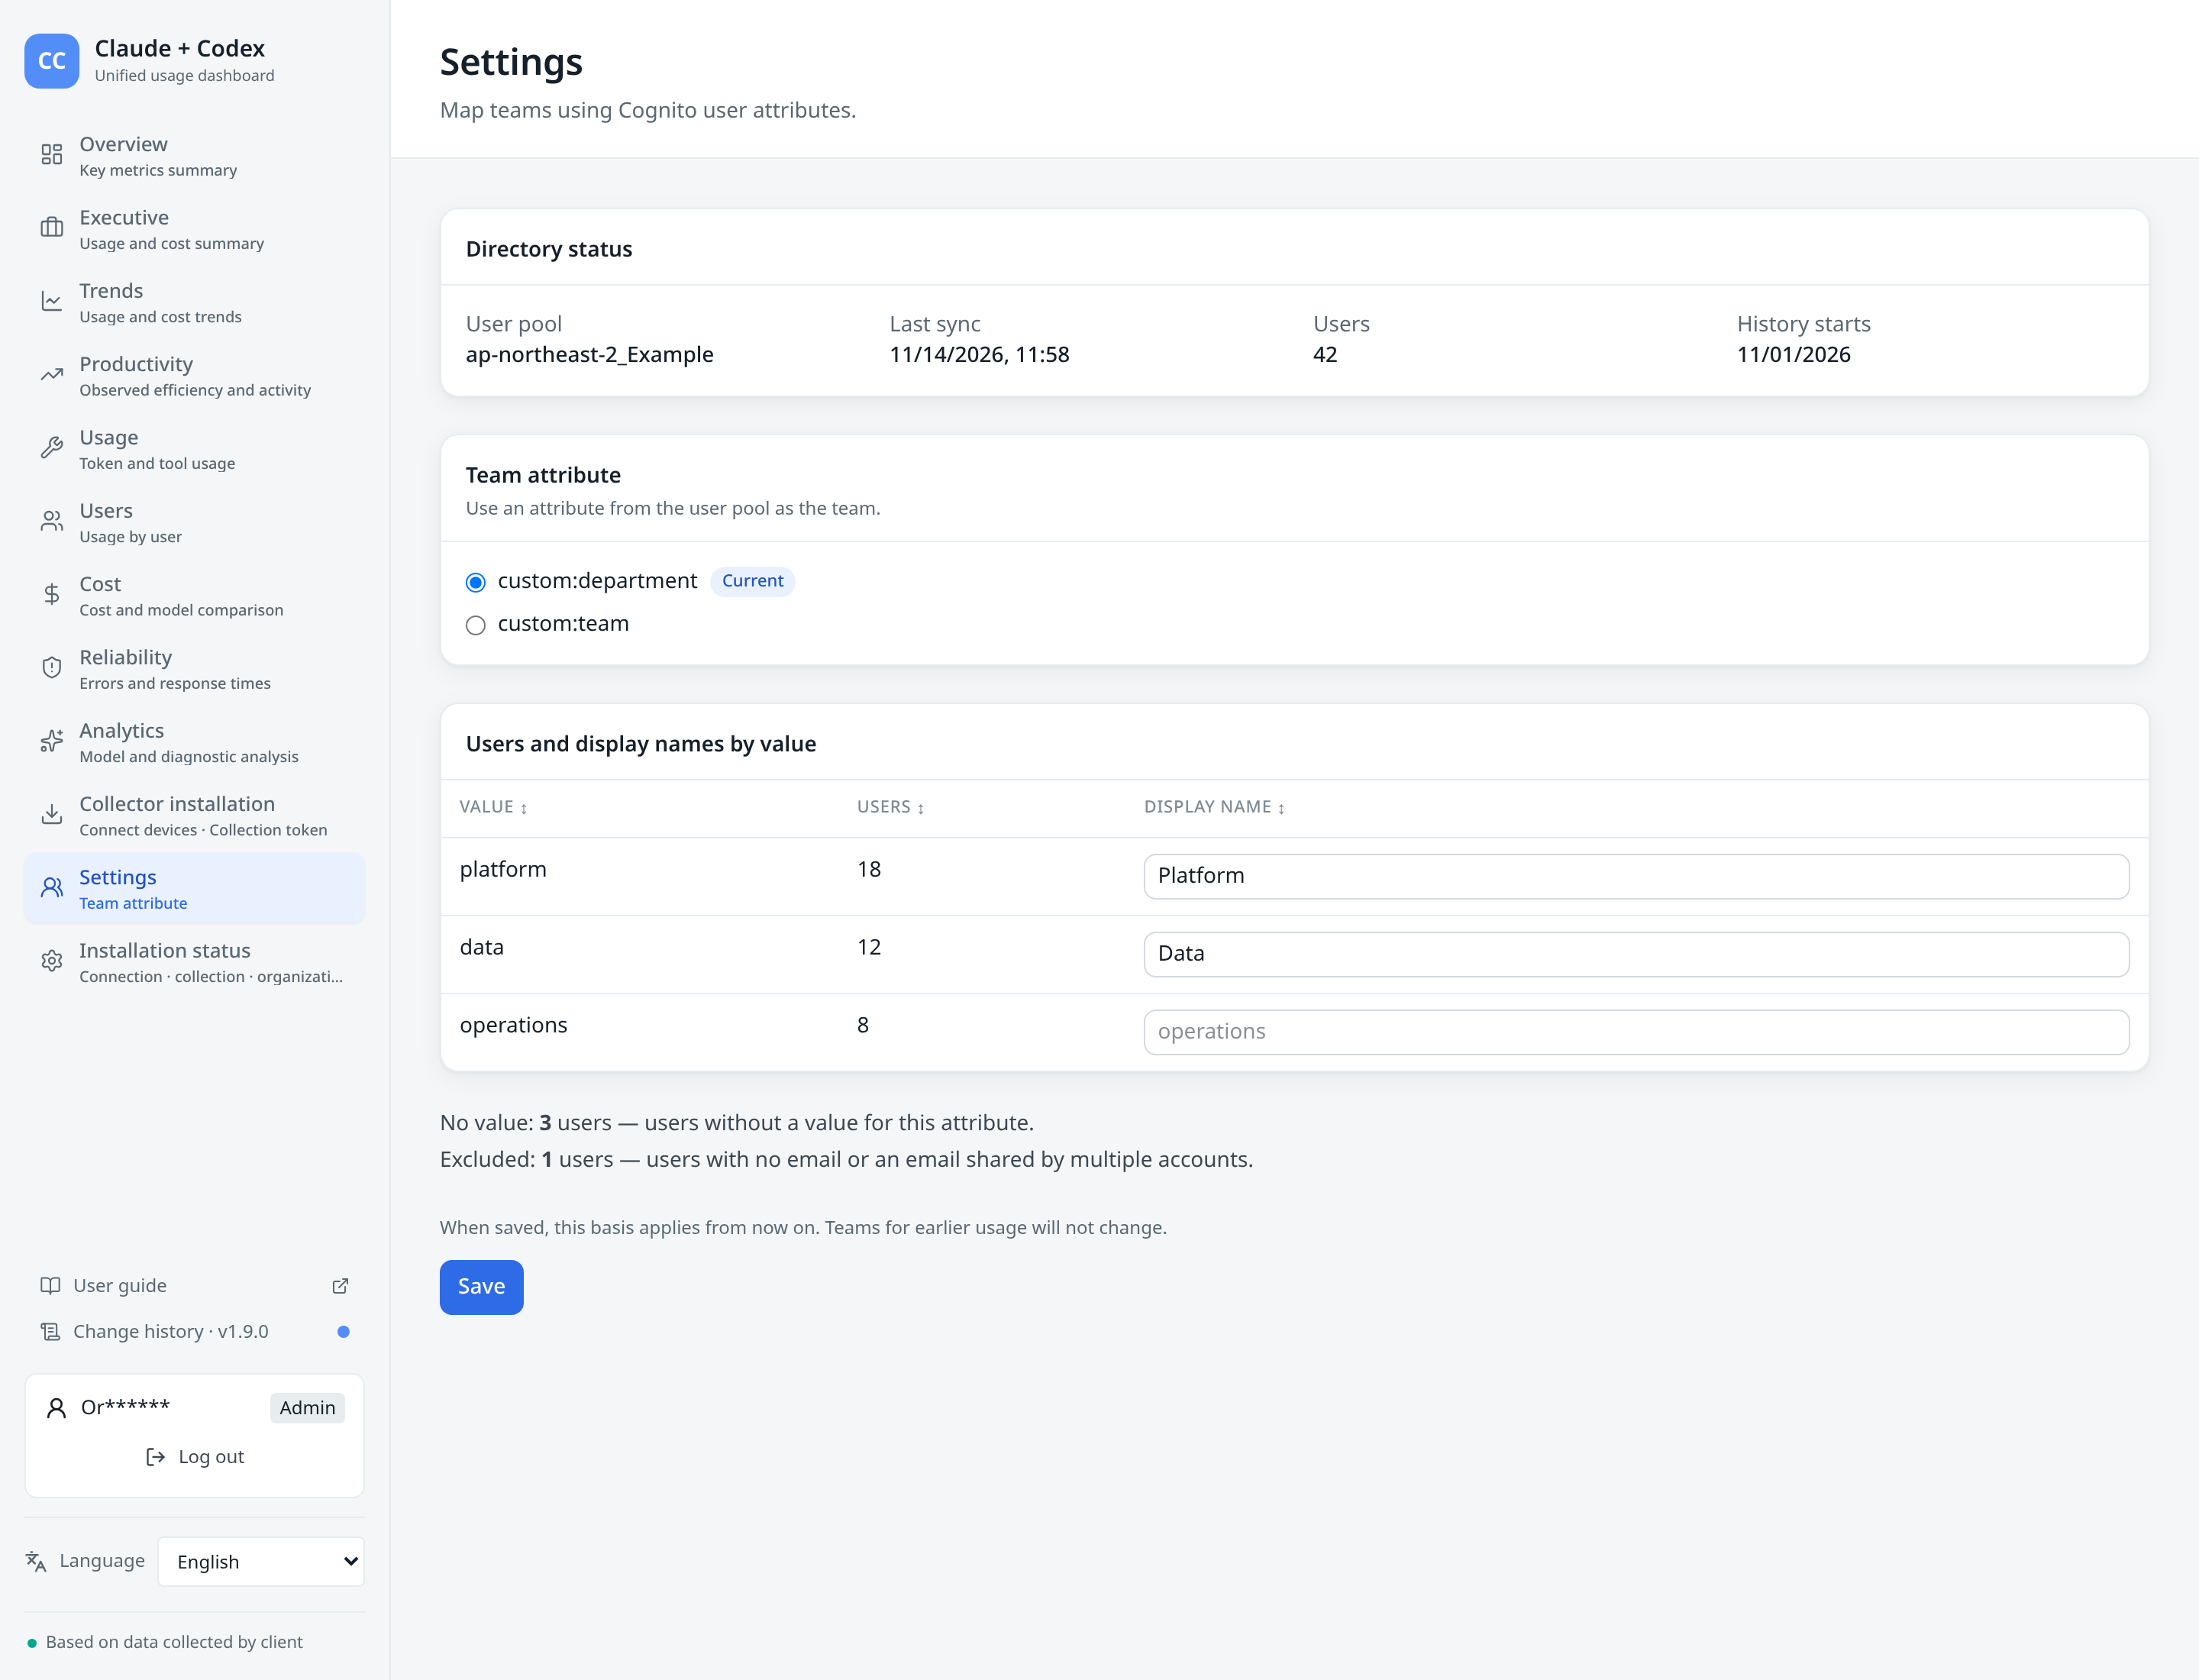 CC
Claude + Codex
Unified usage dashboard
Overview
Key metrics summary
Executive
Usage and cost summary
Trends
Usage and cost trends
Productivity
Observed efficiency and activity
Usage
Token and tool usage
Users
Usage by user
Cost
Cost and model comparison
Reliability
Errors and response times
Analytics
Model and diagnostic analysis
Collector installation
Connect devices · Collection token
Settings
Team attribute
Installation status
Connection · collection · organizati...
User guide
Change history · v1.9.0
Or******
Admin
Log out
Language
English
Based on data collected by client
Settings
Map teams using Cognito user attributes.
Directory status
User pool
ap-northeast-2_Example
Last sync
11/14/2026, 11:58
Users
42
History starts
11/01/2026
Team attribute
Use an attribute from the user pool as the team.
custom:department Current
custom:team
Users and display names by value
VALUE ↕ USERS ↕ DISPLAY NAME ↕
platform 18 Platform
data 12 Data
operations 8 operations
No value: 3 users — users without a value for this attribute.
Excluded: 1 users — users with no email or an email shared by multiple accounts.
When saved, this basis applies from now on. Teams for earlier usage will not change.
Save